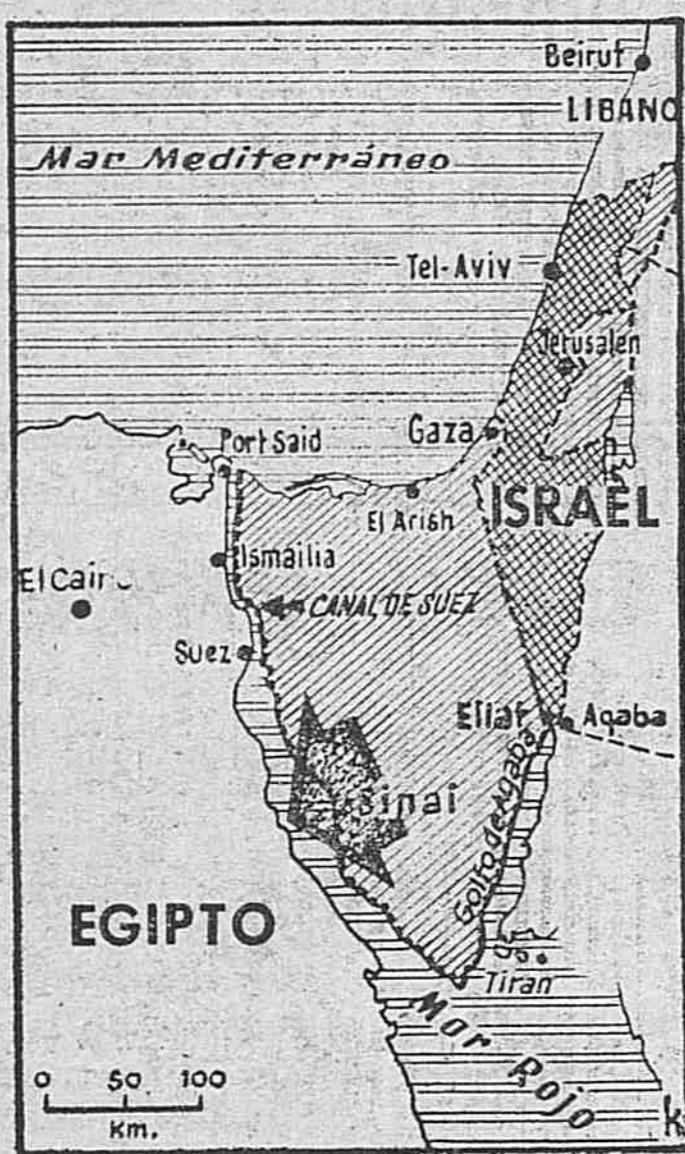 Beirut
LIBANO
Mar Mediterráneo
Tel-Aviv
Jerusalen
Gaza
Port Said
El Arish
ISRAEL
Ismailia
CANAL DE SUEZ
Suez
Eliat
Aqaba
Sinai
Golfo de Aqaba
EGIPTO
Tiran
Mar Rojo
0 50 100
Km.